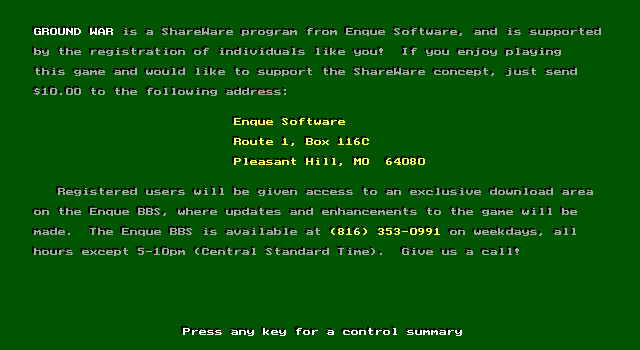 GROUND WAR is a ShareWare program from Enque Software, and is supported
by the registration of individuals like you!  If you enjoy playing
this game and would like to support the ShareWare concept, just send
$10.00 to the following address:
Enque Software
Route 1, Box 116C
Pleasant Hill, MO  64080
Registered users will be given access to an exclusive download area
on the Enque BBS, where updates and enhancements to the game will be
made.  The Enque BBS is available at (816) 353-0991 on weekdays, all
hours except 5-10pm (Central Standard Time).  Give us a call!
Press any key for a control summary